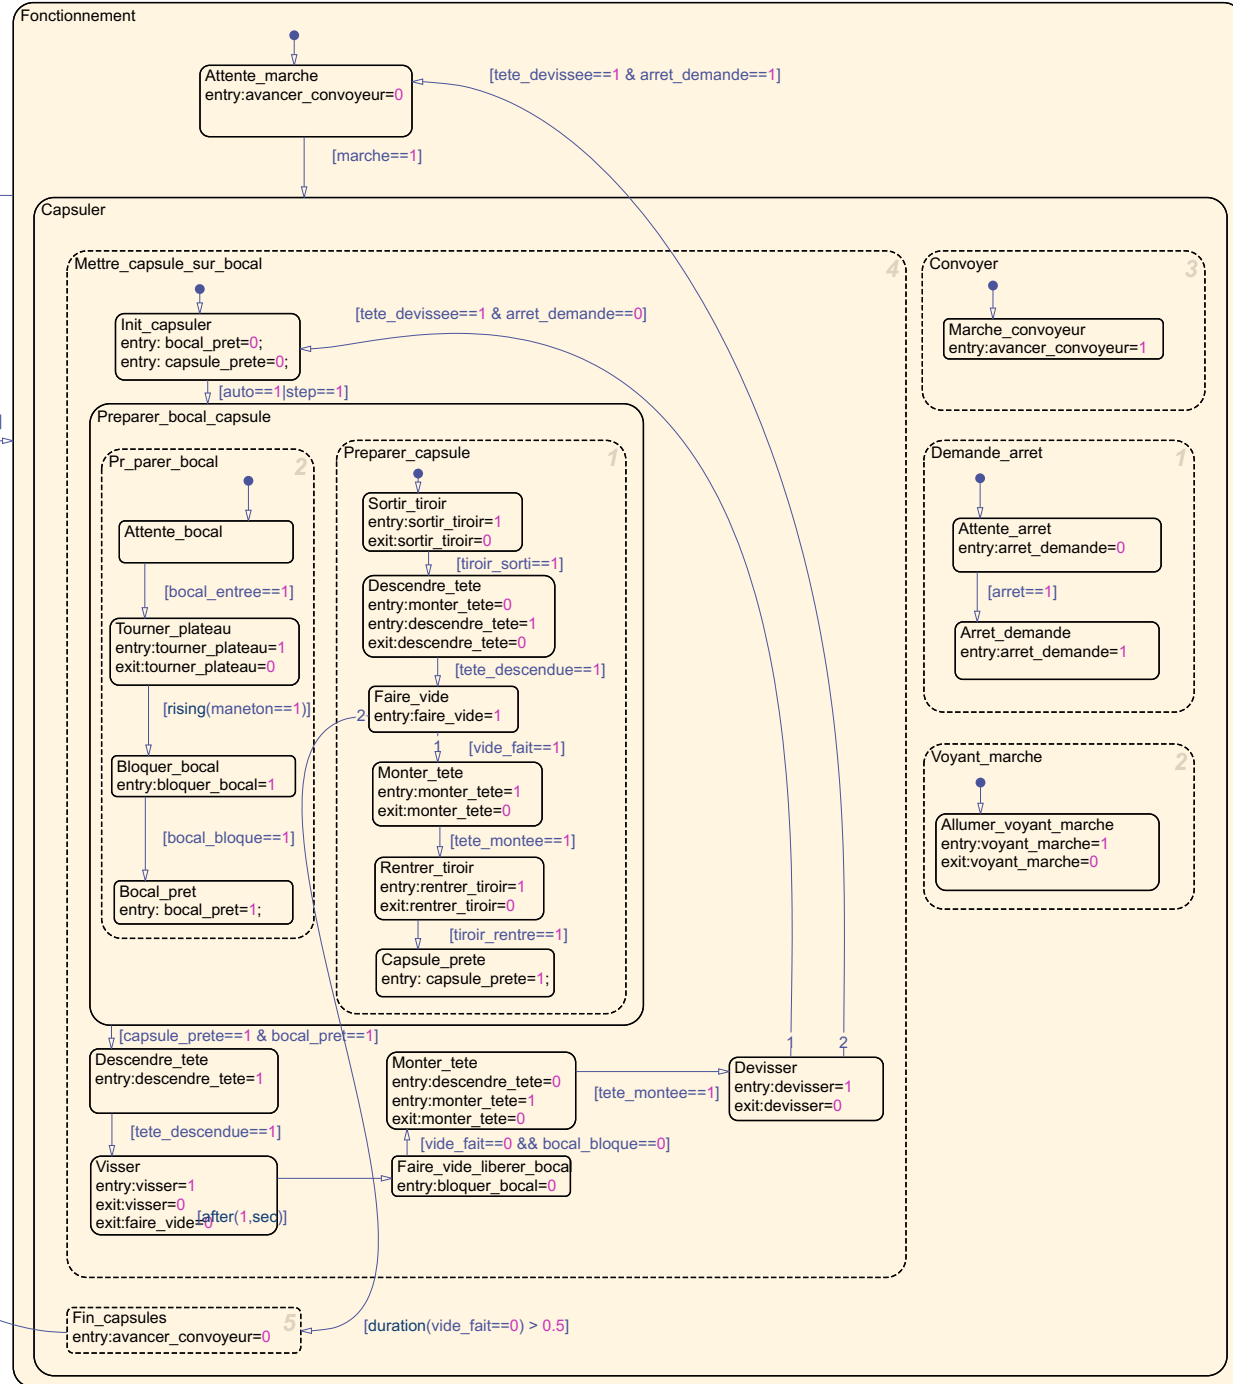 Fonctionnement
Attente_marche
entry:avancer_convoyeur=0
[tete_devissee==1 & arret_demande==1]
[marche==1]
Capsuler
Mettre_capsule_sur_bocal
4
Init_capsuler
entry: bocal_pret=0;
entry: capsule_prete=0;
[tete_devissee==1 & arret_demande==0]
[auto==1|step==1]
Preparer_bocal_capsule
Pr_parer_bocal
2
Attente_bocal
[bocal_entree==1]
Tourner_plateau
entry:tourner_plateau=1
exit:tourner_plateau=0
[rising(maneton==1)]
Bloquer_bocal
entry:bloquer_bocal=1
[bocal_bloque==1]
Bocal_pret
entry: bocal_pret=1;
Preparer_capsule
1
Sortir_tiroir
entry:sortir_tiroir=1
exit:sortir_tiroir=0
[tiroir_sorti==1]
Descendre_tete
entry:monter_tete=0
entry:descendre_tete=1
exit:descendre_tete=0
[tete_descendue==1]
Faire_vide
entry:faire_vide=1
2
1
[vide_fait==1]
Monter_tete
entry:monter_tete=1
exit:monter_tete=0
[tete_montee==1]
Rentrer_tiroir
entry:rentrer_tiroir=1
exit:rentrer_tiroir=0
[tiroir_rentre==1]
Capsule_prete
entry: capsule_prete=1;
[capsule_prete==1 & bocal_pret==1]
Descendre_tete
entry:descendre_tete=1
[tete_descendue==1]
Visser
entry:visser=1
exit:visser=0
exit:faire_vide=0
[after(1,sec)]
Faire_vide_liberer_bocal
entry:bloquer_bocal=0
[vide_fait==0 && bocal_bloque==0]
Monter_tete
entry:descendre_tete=0
entry:monter_tete=1
exit:monter_tete=0
[tete_montee==1]
1
2
Devisser
entry:devisser=1
exit:devisser=0
Convoyer
3
Marche_convoyeur
entry:avancer_convoyeur=1
Demande_arret
1
Attente_arret
entry:arret_demande=0
[arret==1]
Arret_demande
entry:arret_demande=1
Voyant_marche
2
Allumer_voyant_marche
entry:voyant_marche=1
exit:voyant_marche=0
Fin_capsules
5
entry:avancer_convoyeur=0
[duration(vide_fait==0) > 0.5]
]